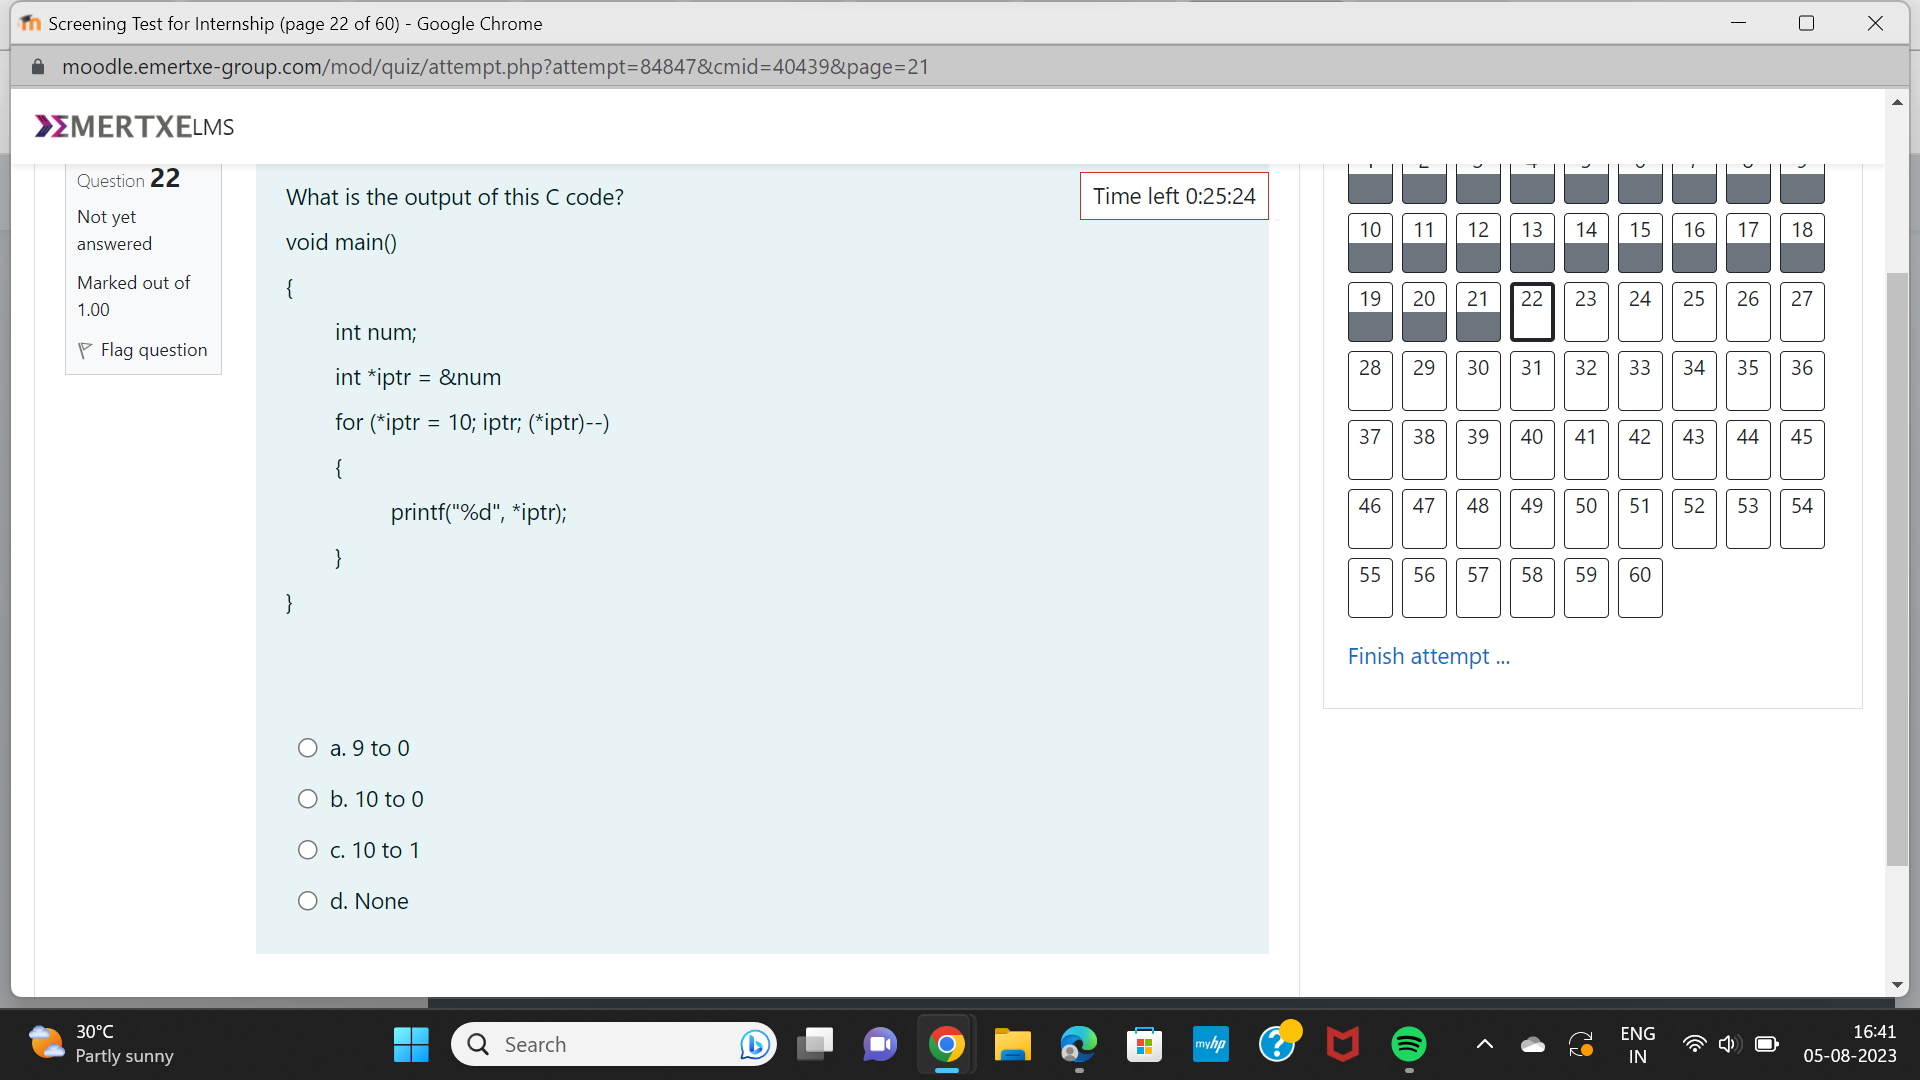 Screening Test for Internship (page 22 of 60) - Google Chrome
moodle.emertxe-group.com/mod/quiz/attempt.php?attempt=84847&cmid=40439&page=21
EMERTXE LMS
Question 22
Not yet
answered
Marked out of
1.00
Flag question
What is the output of this C code?
Time left 0:25:24
void main()
{
int num;
int *iptr = &num
for (*iptr = 10; iptr; (*iptr)--)
{
printf("%d", *iptr);
}
}
a. 9 to 0
b. 10 to 0
c. 10 to 1
d. None
10 11 12 13 14 15 16 17 18
19 20 21 22 23 24 25 26 27
28 29 30 31 32 33 34 35 36
37 38 39 40 41 42 43 44 45
46 47 48 49 50 51 52 53 54
55 56 57 58 59 60
Finish attempt ...
30°C
Partly sunny
Search
myhp
ENG
IN
16:41
05-08-2023